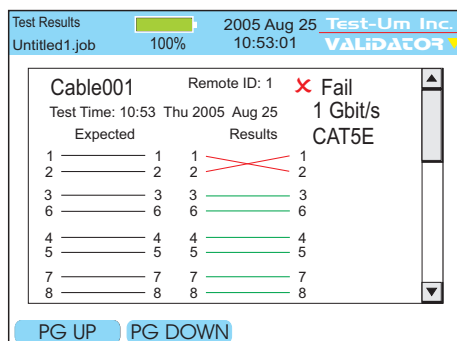 Test Results 100% 2005 Aug 25 Test-Um Inc.
Untitled1.job 10:53:01 VALIDATOR
Cable001 Remote ID: 1 X Fail
Test Time: 10:53 Thu 2005 Aug 25 1 Gbit/s
Expected Results CAT5E
1 1 1 1
2 2 2 2
3 3 3 3
6 6 6 6
4 4 4 4
5 5 5 5
7 7 7 7
8 8 8 8
PG UP PG DOWN